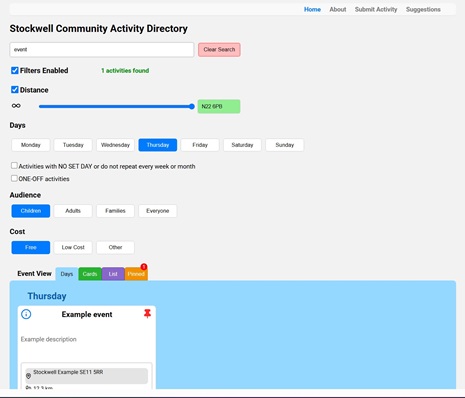 Home About Submit Activity Suggestions
Stockwell Community Activity Directory
event Clear Search
Filters Enabled 1 activities found
Distance
∞ N22 6PB
Days
Monday Tuesday Wednesday Thursday Friday Saturday Sunday
Activities with NO SET DAY or do not repeat every week or month
ONE-OFF activities
Audience
Children Adults Families Everyone
Cost
Free Low Cost Other
Event View Days Cards List Pinned 1
Thursday
Example event
Example description
Stockwell Example SE11 5RR
12.3 km